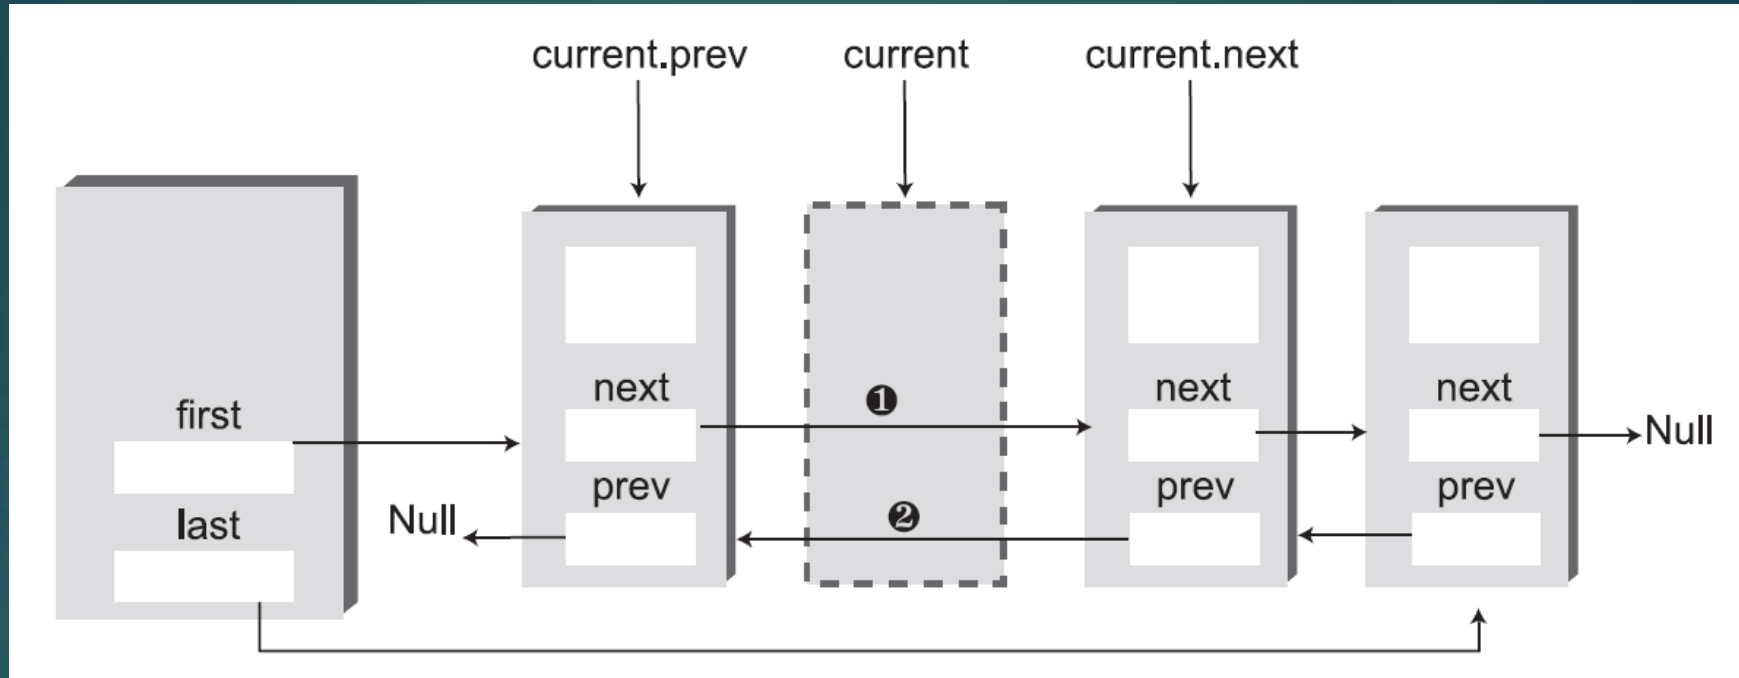 current.prev
current
current.next
first
last
next
prev
Null
❶
❷
next
prev
next
prev
Null